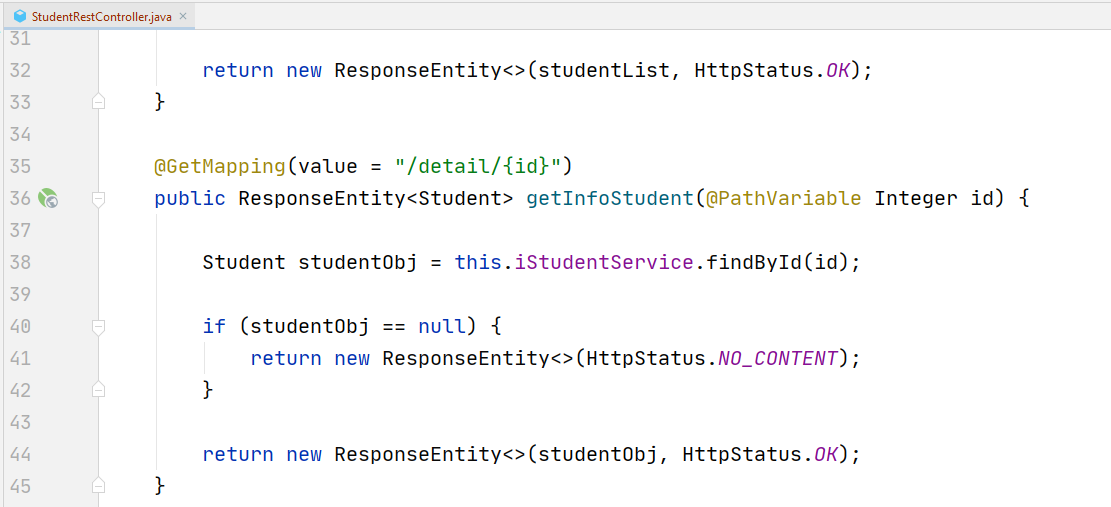 StudentRestController.java
31
32 return new ResponseEntity<>(studentList, HttpStatus.OK);
33 }
34
35 @GetMapping(value = "/detail/{id}")
36 public ResponseEntity<Student> getInfoStudent(@PathVariable Integer id) {
37
38 Student studentObj = this.iStudentService.findById(id);
39
40 if (studentObj == null) {
41 return new ResponseEntity<>(HttpStatus.NO_CONTENT);
42 }
43
44 return new ResponseEntity<>(studentObj, HttpStatus.OK);
45 }